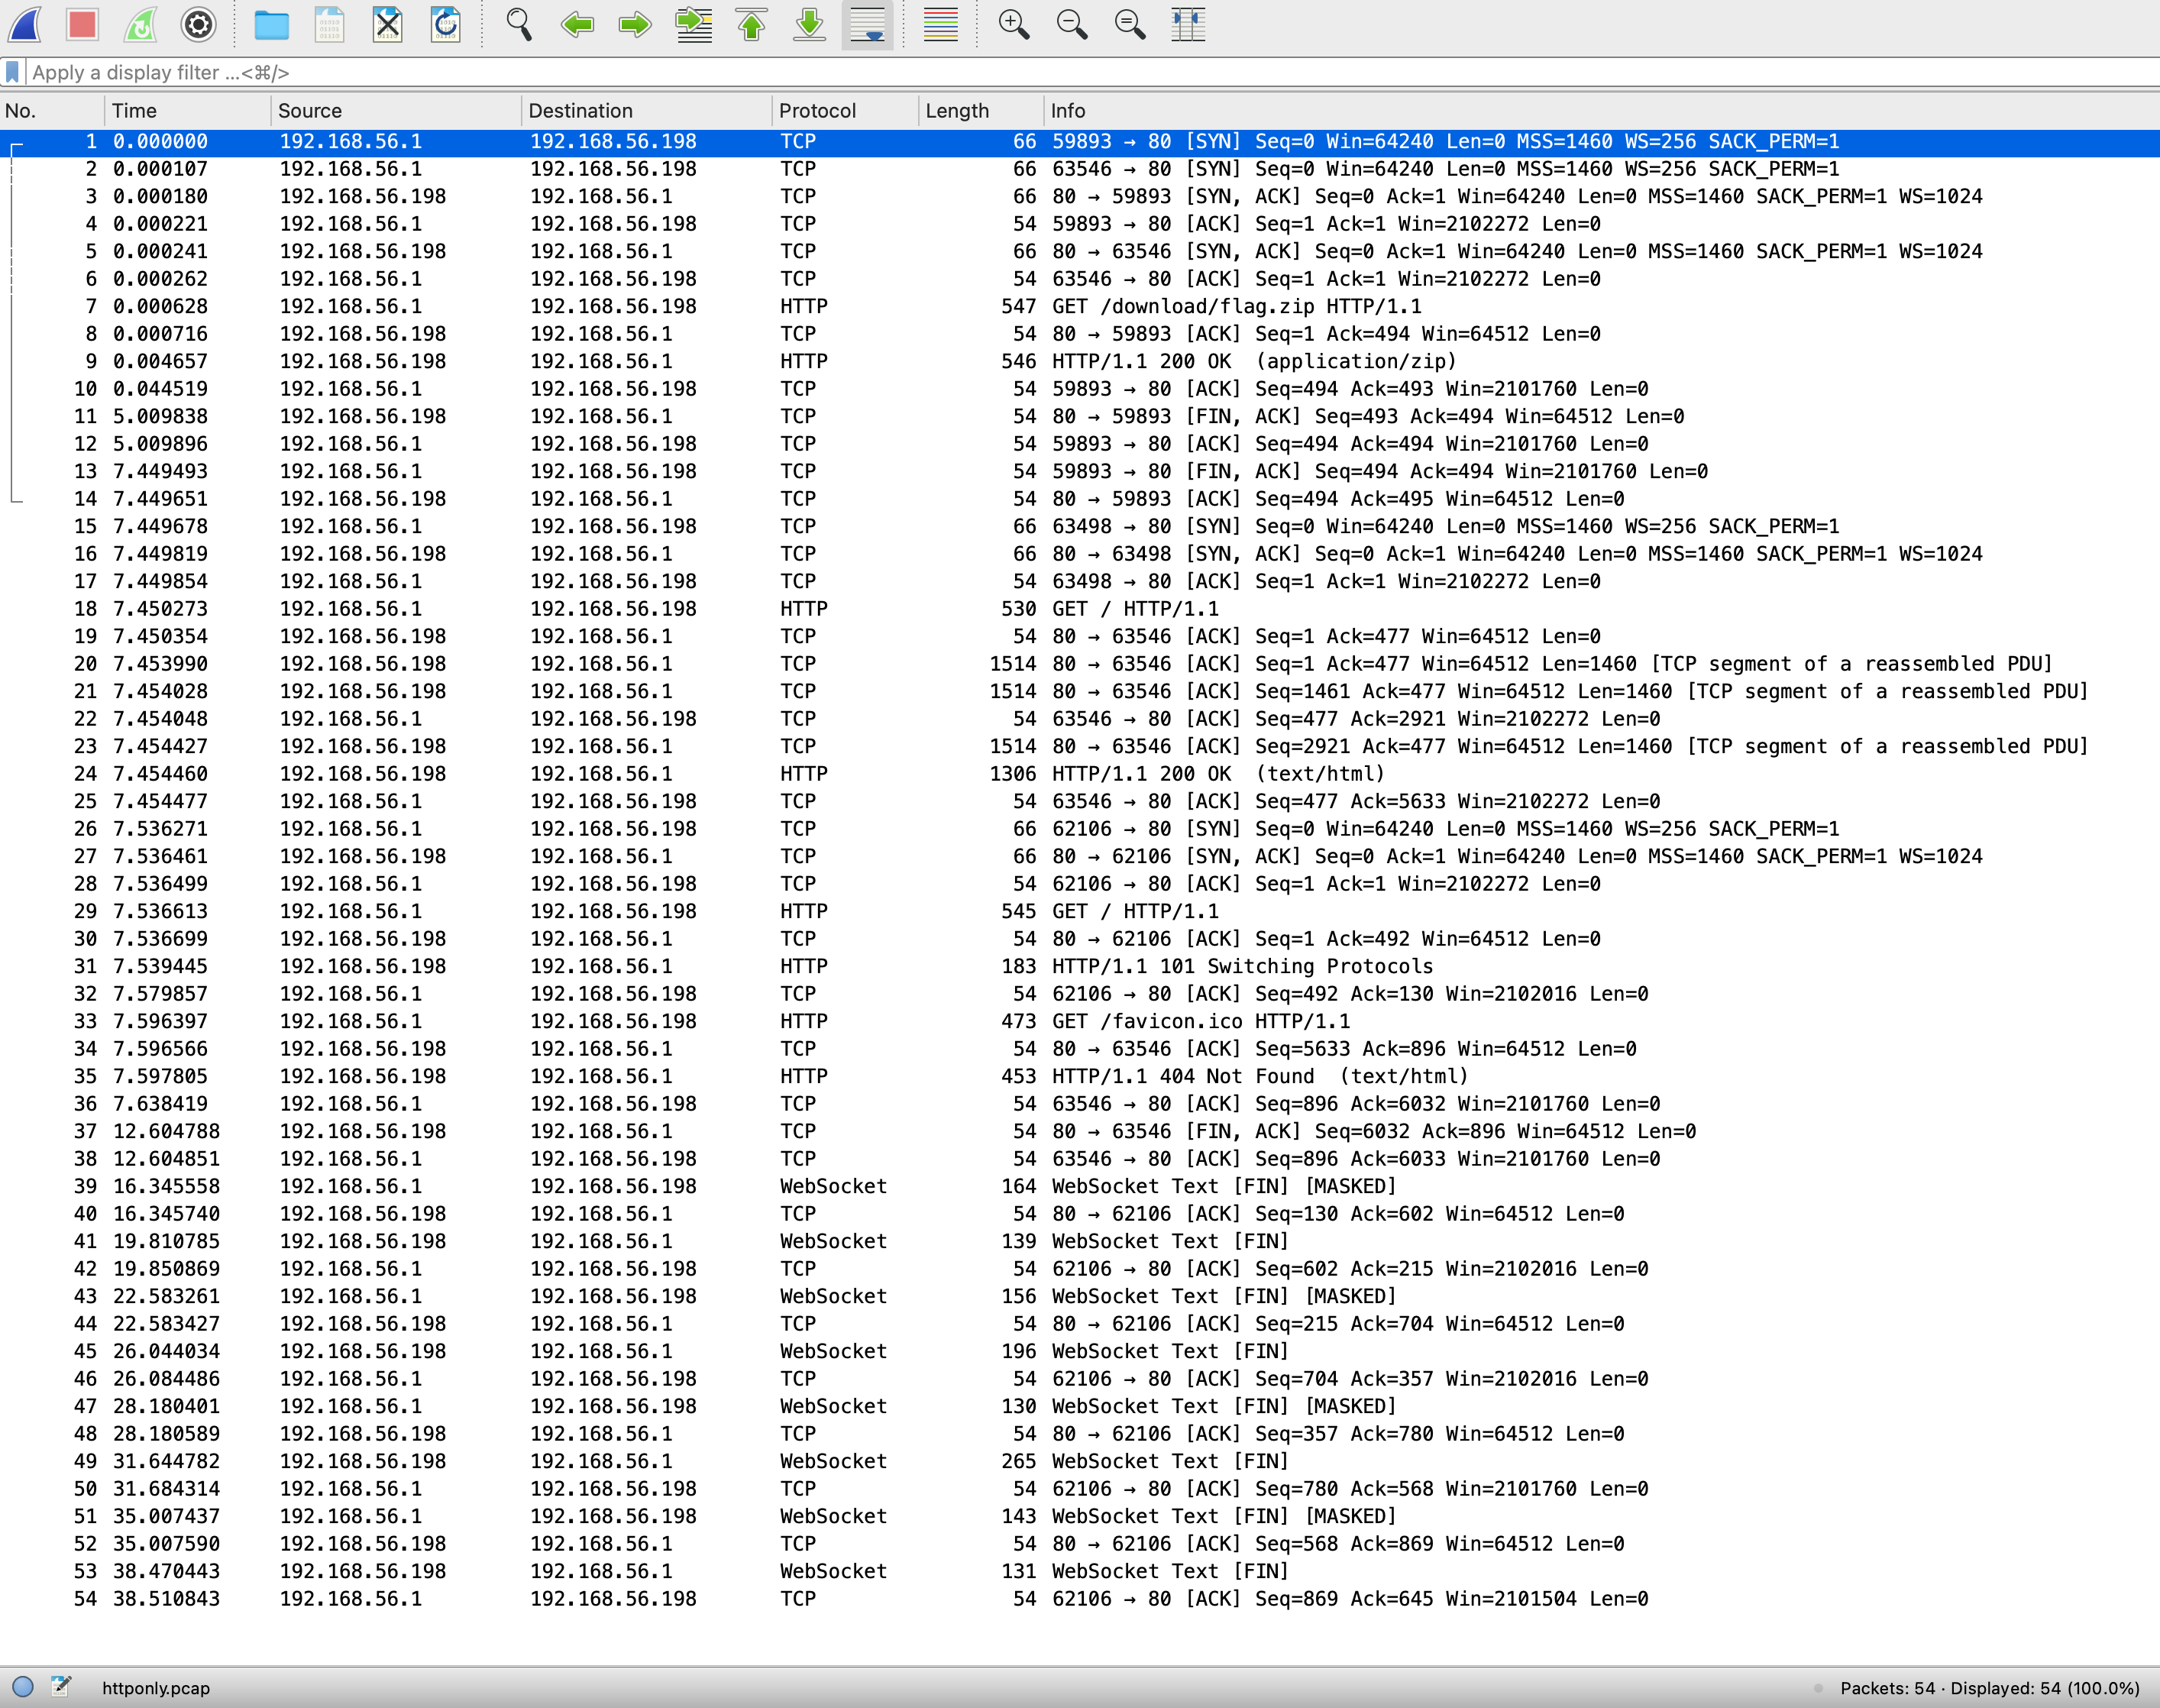 Apply a display filter ...<⌘/>
No. Time Source Destination Protocol Length Info
1 0.000000 192.168.56.1 192.168.56.198 TCP 66 59893 → 80 [SYN] Seq=0 Win=64240 Len=0 MSS=1460 WS=256 SACK_PERM=1
2 0.000107 192.168.56.1 192.168.56.198 TCP 66 63546 → 80 [SYN] Seq=0 Win=64240 Len=0 MSS=1460 WS=256 SACK_PERM=1
3 0.000180 192.168.56.198 192.168.56.1 TCP 66 80 → 59893 [SYN, ACK] Seq=0 Ack=1 Win=64240 Len=0 MSS=1460 SACK_PERM=1 WS=1024
4 0.000221 192.168.56.1 192.168.56.198 TCP 54 59893 → 80 [ACK] Seq=1 Ack=1 Win=2102272 Len=0
5 0.000241 192.168.56.198 192.168.56.1 TCP 66 80 → 63546 [SYN, ACK] Seq=0 Ack=1 Win=64240 Len=0 MSS=1460 SACK_PERM=1 WS=1024
6 0.000262 192.168.56.1 192.168.56.198 TCP 54 63546 → 80 [ACK] Seq=1 Ack=1 Win=2102272 Len=0
7 0.000628 192.168.56.1 192.168.56.198 HTTP 547 GET /download/flag.zip HTTP/1.1
8 0.000716 192.168.56.198 192.168.56.1 TCP 54 80 → 59893 [ACK] Seq=1 Ack=494 Win=64512 Len=0
9 0.004657 192.168.56.198 192.168.56.1 HTTP 546 HTTP/1.1 200 OK (application/zip)
10 0.044519 192.168.56.1 192.168.56.198 TCP 54 59893 → 80 [ACK] Seq=494 Ack=493 Win=2101760 Len=0
11 5.009838 192.168.56.198 192.168.56.1 TCP 54 80 → 59893 [FIN, ACK] Seq=493 Ack=494 Win=64512 Len=0
12 5.009896 192.168.56.1 192.168.56.198 TCP 54 59893 → 80 [ACK] Seq=494 Ack=494 Win=2101760 Len=0
13 7.449493 192.168.56.1 192.168.56.198 TCP 54 59893 → 80 [FIN, ACK] Seq=494 Ack=494 Win=2101760 Len=0
14 7.449651 192.168.56.198 192.168.56.1 TCP 54 80 → 59893 [ACK] Seq=494 Ack=495 Win=64512 Len=0
15 7.449678 192.168.56.1 192.168.56.198 TCP 66 63498 → 80 [SYN] Seq=0 Win=64240 Len=0 MSS=1460 WS=256 SACK_PERM=1
16 7.449819 192.168.56.198 192.168.56.1 TCP 66 80 → 63498 [SYN, ACK] Seq=0 Ack=1 Win=64240 Len=0 MSS=1460 SACK_PERM=1 WS=1024
17 7.449854 192.168.56.1 192.168.56.198 TCP 54 63498 → 80 [ACK] Seq=1 Ack=1 Win=2102272 Len=0
18 7.450273 192.168.56.1 192.168.56.198 HTTP 530 GET / HTTP/1.1
19 7.450354 192.168.56.198 192.168.56.1 TCP 54 80 → 63546 [ACK] Seq=1 Ack=477 Win=64512 Len=0
20 7.453990 192.168.56.198 192.168.56.1 TCP 1514 80 → 63546 [ACK] Seq=1 Ack=477 Win=64512 Len=1460 [TCP segment of a reassembled PDU]
21 7.454028 192.168.56.198 192.168.56.1 TCP 1514 80 → 63546 [ACK] Seq=1461 Ack=477 Win=64512 Len=1460 [TCP segment of a reassembled PDU]
22 7.454048 192.168.56.1 192.168.56.198 TCP 54 63546 → 80 [ACK] Seq=477 Ack=2921 Win=2102272 Len=0
23 7.454427 192.168.56.198 192.168.56.1 TCP 1514 80 → 63546 [ACK] Seq=2921 Ack=477 Win=64512 Len=1460 [TCP segment of a reassembled PDU]
24 7.454460 192.168.56.198 192.168.56.1 HTTP 1306 HTTP/1.1 200 OK (text/html)
25 7.454477 192.168.56.1 192.168.56.198 TCP 54 63546 → 80 [ACK] Seq=477 Ack=5633 Win=2102272 Len=0
26 7.536271 192.168.56.1 192.168.56.198 TCP 66 62106 → 80 [SYN] Seq=0 Win=64240 Len=0 MSS=1460 WS=256 SACK_PERM=1
27 7.536461 192.168.56.198 192.168.56.1 TCP 66 80 → 62106 [SYN, ACK] Seq=0 Ack=1 Win=64240 Len=0 MSS=1460 SACK_PERM=1 WS=1024
28 7.536499 192.168.56.1 192.168.56.198 TCP 54 62106 → 80 [ACK] Seq=1 Ack=1 Win=2102272 Len=0
29 7.536613 192.168.56.1 192.168.56.198 HTTP 545 GET / HTTP/1.1
30 7.536699 192.168.56.198 192.168.56.1 TCP 54 80 → 62106 [ACK] Seq=1 Ack=492 Win=64512 Len=0
31 7.539445 192.168.56.198 192.168.56.1 HTTP 183 HTTP/1.1 101 Switching Protocols
32 7.579857 192.168.56.1 192.168.56.198 TCP 54 62106 → 80 [ACK] Seq=492 Ack=130 Win=2102016 Len=0
33 7.596397 192.168.56.1 192.168.56.198 HTTP 473 GET /favicon.ico HTTP/1.1
34 7.596566 192.168.56.198 192.168.56.1 TCP 54 80 → 63546 [ACK] Seq=5633 Ack=896 Win=64512 Len=0
35 7.597805 192.168.56.198 192.168.56.1 HTTP 453 HTTP/1.1 404 Not Found (text/html)
36 7.638419 192.168.56.1 192.168.56.198 TCP 54 63546 → 80 [ACK] Seq=896 Ack=6032 Win=2101760 Len=0
37 12.604788 192.168.56.198 192.168.56.1 TCP 54 80 → 63546 [FIN, ACK] Seq=6032 Ack=896 Win=64512 Len=0
38 12.604851 192.168.56.1 192.168.56.198 TCP 54 63546 → 80 [ACK] Seq=896 Ack=6033 Win=2101760 Len=0
39 16.345558 192.168.56.1 192.168.56.198 WebSocket 164 WebSocket Text [FIN] [MASKED]
40 16.345740 192.168.56.198 192.168.56.1 TCP 54 80 → 62106 [ACK] Seq=130 Ack=602 Win=64512 Len=0
41 19.810785 192.168.56.198 192.168.56.1 WebSocket 139 WebSocket Text [FIN]
42 19.850869 192.168.56.1 192.168.56.198 TCP 54 62106 → 80 [ACK] Seq=602 Ack=215 Win=2102016 Len=0
43 22.583261 192.168.56.1 192.168.56.198 WebSocket 156 WebSocket Text [FIN] [MASKED]
44 22.583427 192.168.56.198 192.168.56.1 TCP 54 80 → 62106 [ACK] Seq=215 Ack=704 Win=64512 Len=0
45 26.044034 192.168.56.198 192.168.56.1 WebSocket 196 WebSocket Text [FIN]
46 26.084486 192.168.56.1 192.168.56.198 TCP 54 62106 → 80 [ACK] Seq=704 Ack=357 Win=2102016 Len=0
47 28.180401 192.168.56.1 192.168.56.198 WebSocket 130 WebSocket Text [FIN] [MASKED]
48 28.180589 192.168.56.198 192.168.56.1 TCP 54 80 → 62106 [ACK] Seq=357 Ack=780 Win=64512 Len=0
49 31.644782 192.168.56.198 192.168.56.1 WebSocket 265 WebSocket Text [FIN]
50 31.684314 192.168.56.1 192.168.56.198 TCP 54 62106 → 80 [ACK] Seq=780 Ack=568 Win=2101760 Len=0
51 35.007437 192.168.56.1 192.168.56.198 WebSocket 143 WebSocket Text [FIN] [MASKED]
52 35.007590 192.168.56.198 192.168.56.1 TCP 54 80 → 62106 [ACK] Seq=568 Ack=869 Win=64512 Len=0
53 38.470443 192.168.56.198 192.168.56.1 WebSocket 131 WebSocket Text [FIN]
54 38.510843 192.168.56.1 192.168.56.198 TCP 54 62106 → 80 [ACK] Seq=869 Ack=645 Win=2101504 Len=0
httponly.pcap Packets: 54 · Displayed: 54 (100.0%)